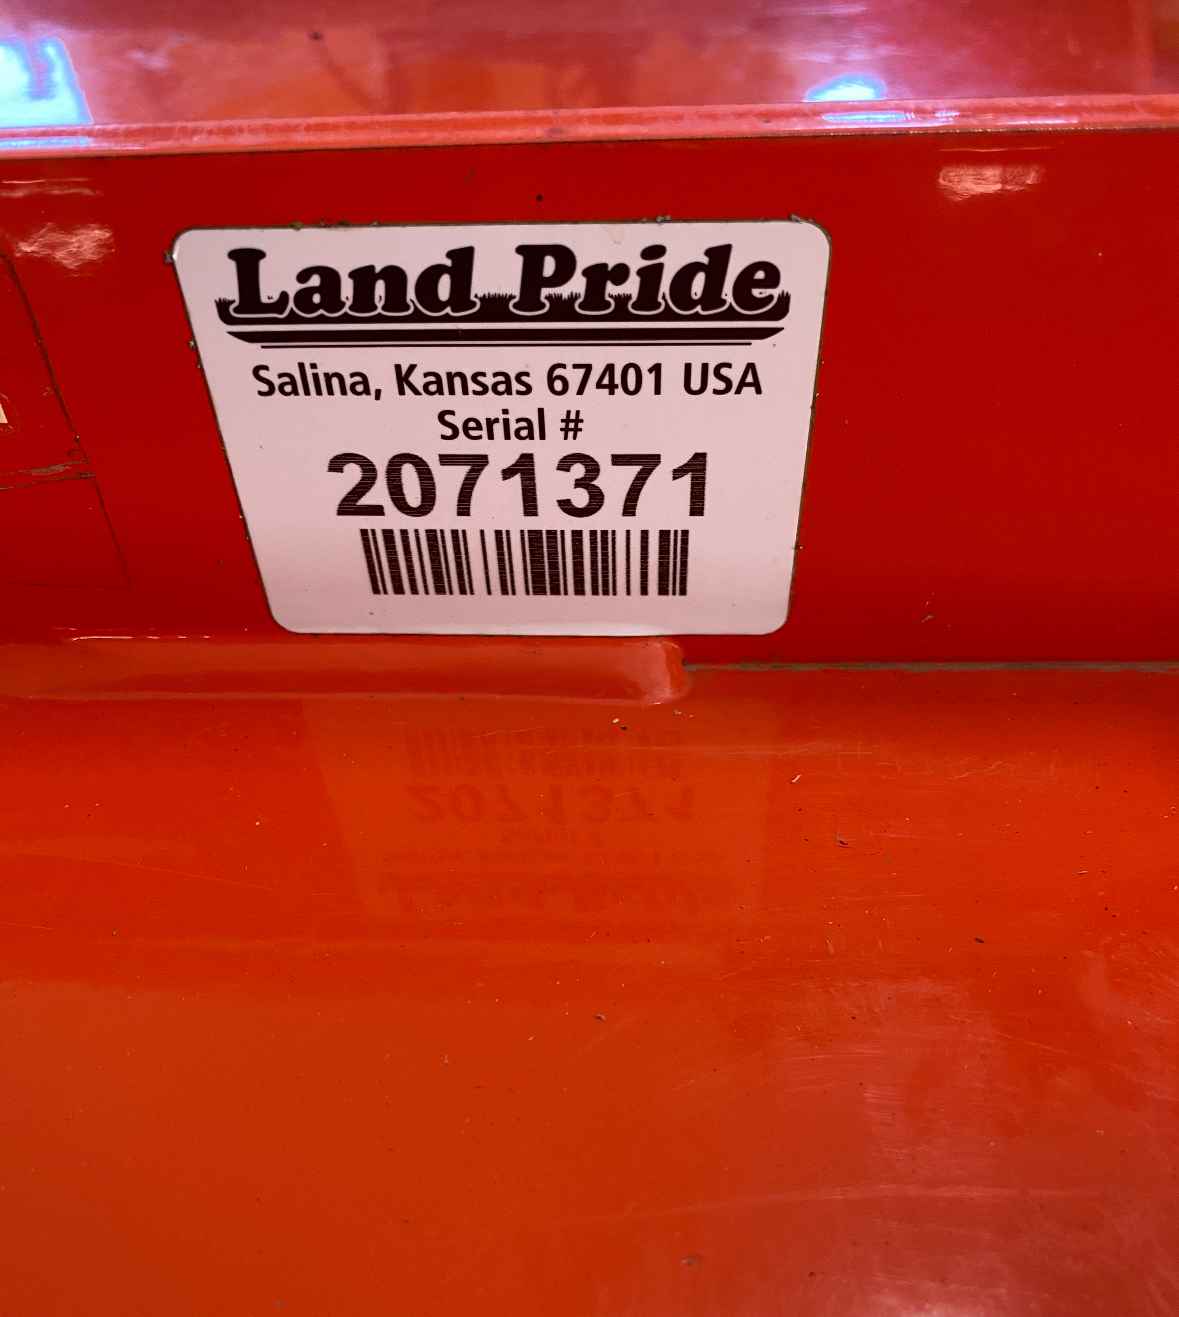 Land Pride
Salina, Kansas 67401 USA
Serial #
2071371